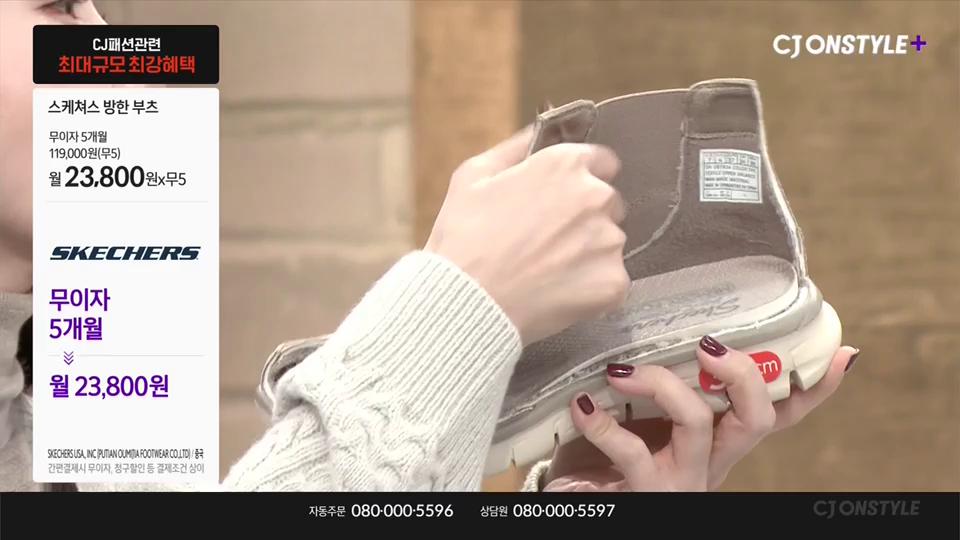 CJ패션관련
최대규모 최강혜택
CJ ONSTYLE+
스케쳐스 방한 부츠
무이자 5개월
119,000원(무5)
월 23,800원x무5
SKECHERS
무이자
5개월
월 23,800원
SKECHERS USA, INC [PUTIAN OUM(TIA FOOTWEAR CO.,LTD) / 중국
간편결제시 무이자, 청구할인 등 결제조건 상이
Skechers
cm
자동주문 080·000·5596 상담원 080·000·5597
CJ ONSTYLE